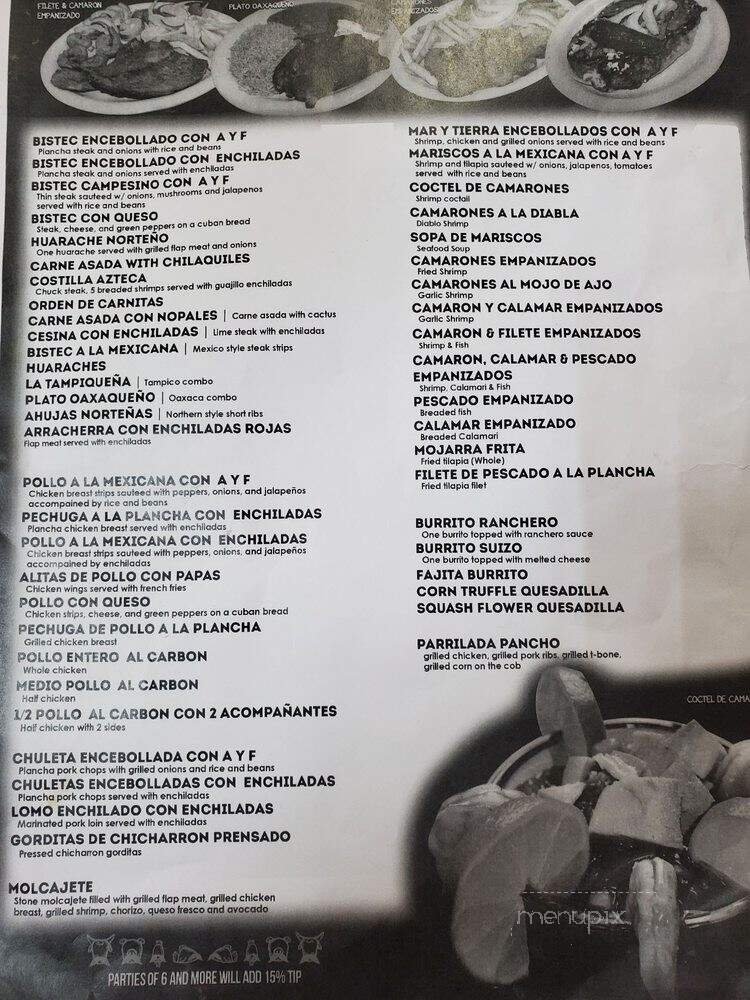 FILETE & CAMARON
EMPANIZADO
PLATO OAXAQUEÑO
CAMARONES
EMPANIZADOS
BISTEC ENCEBOLLADO CON A Y F
Plancha steak and onions with rice and beans
BISTEC ENCEBOLLADO CON ENCHILADAS
Plancha steak and onions served with enchiladas
BISTEC CAMPESINO CON A Y F
Thin steak sauteed w/ onions, mushrooms and jalapenos
served with rice and beans
BISTEC CON QUESO
Steak, cheese, and green peppers on a cuban bread
HUARACHE NORTEÑO
One huarache served with grilled flap meat and onions
CARNE ASADA WITH CHILAQUILES
COSTILLA AZTECA
Chuck steak, 5 breaded shrimps served with guajillo enchiladas
ORDEN DE CARNITAS
CARNE ASADA CON NOPALES | Carne asada with cactus
CESINA CON ENCHILADAS | Lime steak with enchiladas
BISTEC A LA MEXICANA | Mexico style steak strips
HUARACHES
LA TAMPIQUEÑA | Tampico combo
PLATO OAXAQUEÑO | Oaxaca combo
AHUJAS NORTEÑAS | Northern style short ribs
ARRACHERRA CON ENCHILADAS ROJAS
Flap meat served with enchiladas
POLLO A LA MEXICANA CON A Y F
Chicken breast strips sauteed with peppers, onions, and jalapeños
accompained by rice and beans
PECHUGA A LA PLANCHA CON ENCHILADAS
Plancha chicken breast served with enchiladas
POLLO A LA MEXICANA CON ENCHILADAS
Chicken breast strips sauteed with peppers, onions, and jalapeños
accompained by enchiladas
ALITAS DE POLLO CON PAPAS
Chicken wings served with french fries
POLLO CON QUESO
Chicken strips, cheese, and green peppers on a cuban bread
PECHUGA DE POLLO A LA PLANCHA
Grilled chicken breast
POLLO ENTERO AL CARBON
Whole chicken
MEDIO POLLO AL CARBON
Half chicken
1/2 POLLO AL CARBON CON 2 ACOMPAÑANTES
Half chicken with 2 sides
CHULETA ENCEBOLLADA CON A Y F
Plancha pork chops with grilled onions and rice and beans
CHULETAS ENCEBOLLADAS CON ENCHILADAS
Plancha pork chops served with enchiladas
LOMO ENCHILADO CON ENCHILADAS
Marinated pork loin served with enchiladas
GORDITAS DE CHICHARRON PRENSADO
Pressed chicharron gorditas
MOLCAJETE
Stone molcajete filled with grilled flap meat, grilled chicken
breast, grilled shrimp, chorizo, queso fresco and avocado
PARTIES OF 6 AND MORE WILL ADD 15% TIP
MAR Y TIERRA ENCEBOLLADOS CON A Y F
Shrimp, chicken and grilled onions served with rice and beans
MARISCOS A LA MEXICANA CON A Y F
Shrimp and tilapia sauteed w/ onions, jalapenos, tomatoes
served with rice and beans
COCTEL DE CAMARONES
Shrimp coctail
CAMARONES A LA DIABLA
Diablo Shrimp
SOPA DE MARISCOS
Seafood Soup
CAMARONES EMPANIZADOS
Fried Shrimp
CAMARONES AL MOJO DE AJO
Garlic Shrimp
CAMARON Y CALAMAR EMPANIZADOS
Garlic Shrimp
CAMARON & FILETE EMPANIZADOS
Shrimp & Fish
CAMARON, CALAMAR & PESCADO
EMPANIZADOS
Shrimp, Calamari & Fish
PESCADO EMPANIZADO
Breaded fish
CALAMAR EMPANIZADO
Breaded Calamari
MOJARRA FRITA
Fried tilapia (Whole)
FILETE DE PESCADO A LA PLANCHA
Fried tilapia filet
BURRITO RANCHERO
One burrito topped with ranchero sauce
BURRITO SUIZO
One burrito topped with melted cheese
FAJITA BURRITO
CORN TRUFFLE QUESADILLA
SQUASH FLOWER QUESADILLA
PARRILADA PANCHO
grilled chicken, grilled pork ribs, grilled t-bone,
grilled corn on the cob
COCTEL DE CAMA
menupix